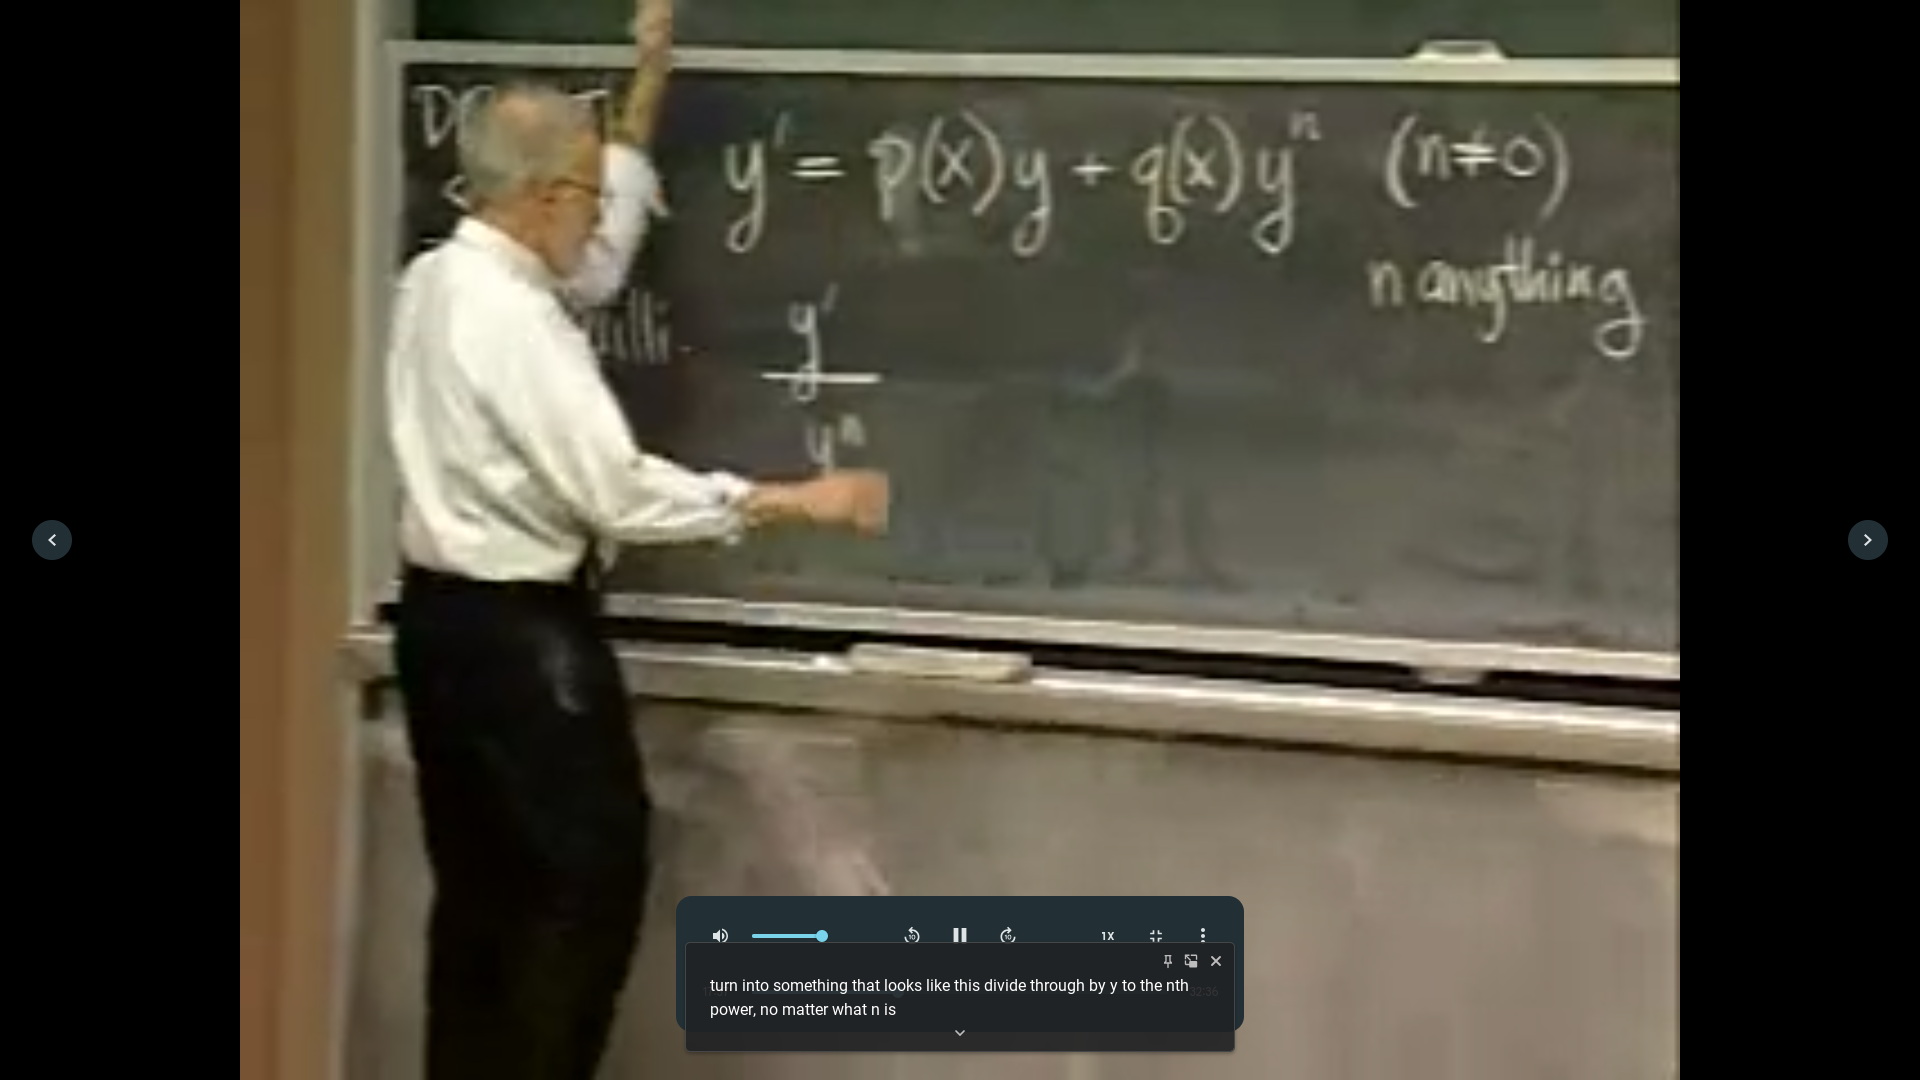 y' = p(x)y + q(x)y^n (n≠0)
n anything
y'
y^n
1X
turn into something that looks like this divide through by y to the nth
power, no matter what n is